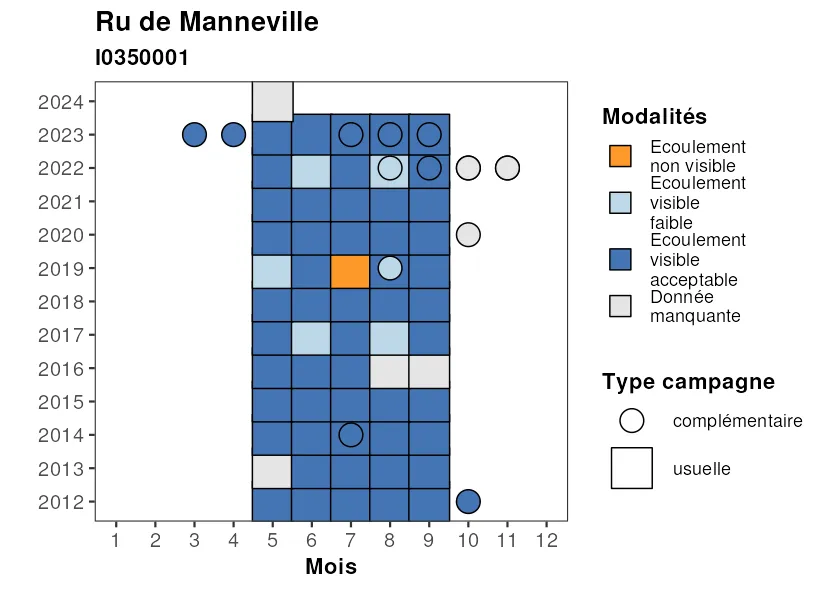 Ru de Manneville
I0350001
2024
2023
2022
2021
2020
2019
2018
2017
2016
2015
2014
2013
2012
1 2 3 4 5 6 7 8 9 10 11 12
Mois
Modalités
Ecoulement
non visible
Ecoulement
visible
faible
Ecoulement
visible
acceptable
Donnée
manquante
Type campagne
complémentaire
usuelle